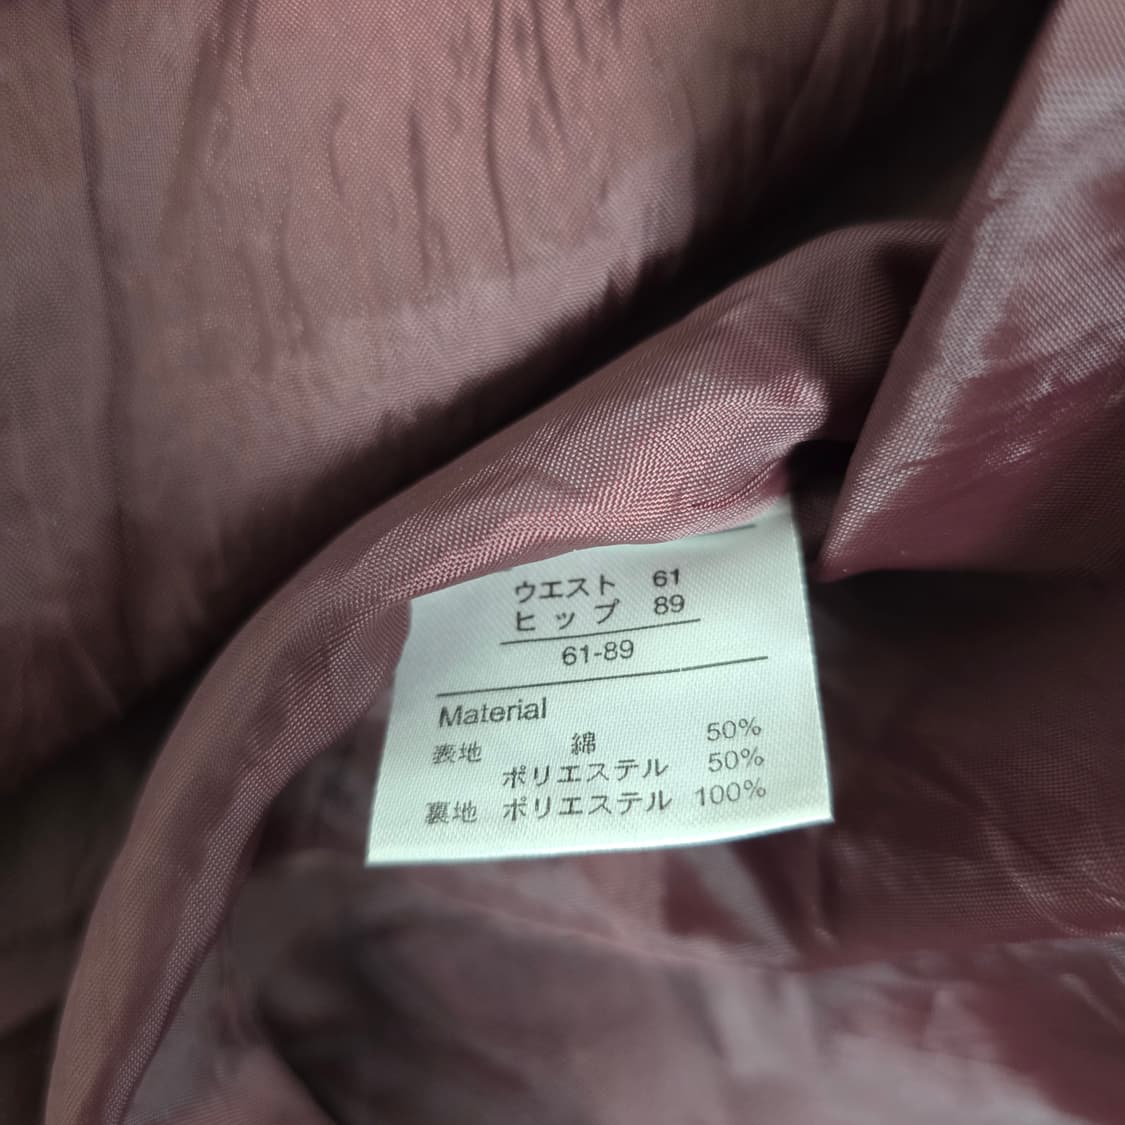 ウエスト 61
ヒップ 89
61-89
Material
表地 綿 50%
ポリエステル 50%
裏地 ポリエステル 100%